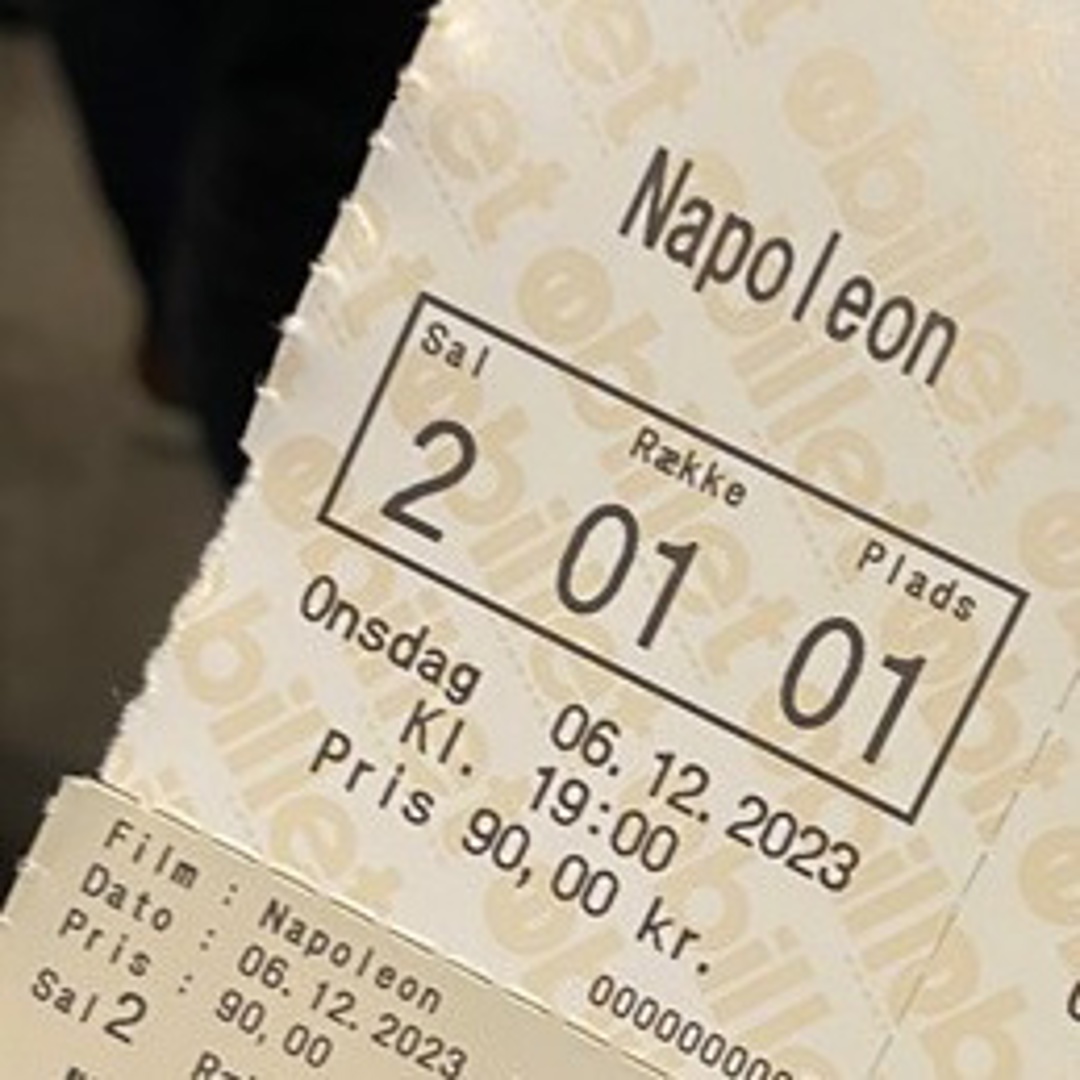 Napoleon
Sal Række Plads
2 01 01
Onsdag 06.12.2023
Kl. 19:00
Pris 90,00 kr.
Film : Napoleon
Dato : 06.12.2023
Pris : 90,00
Sal 2